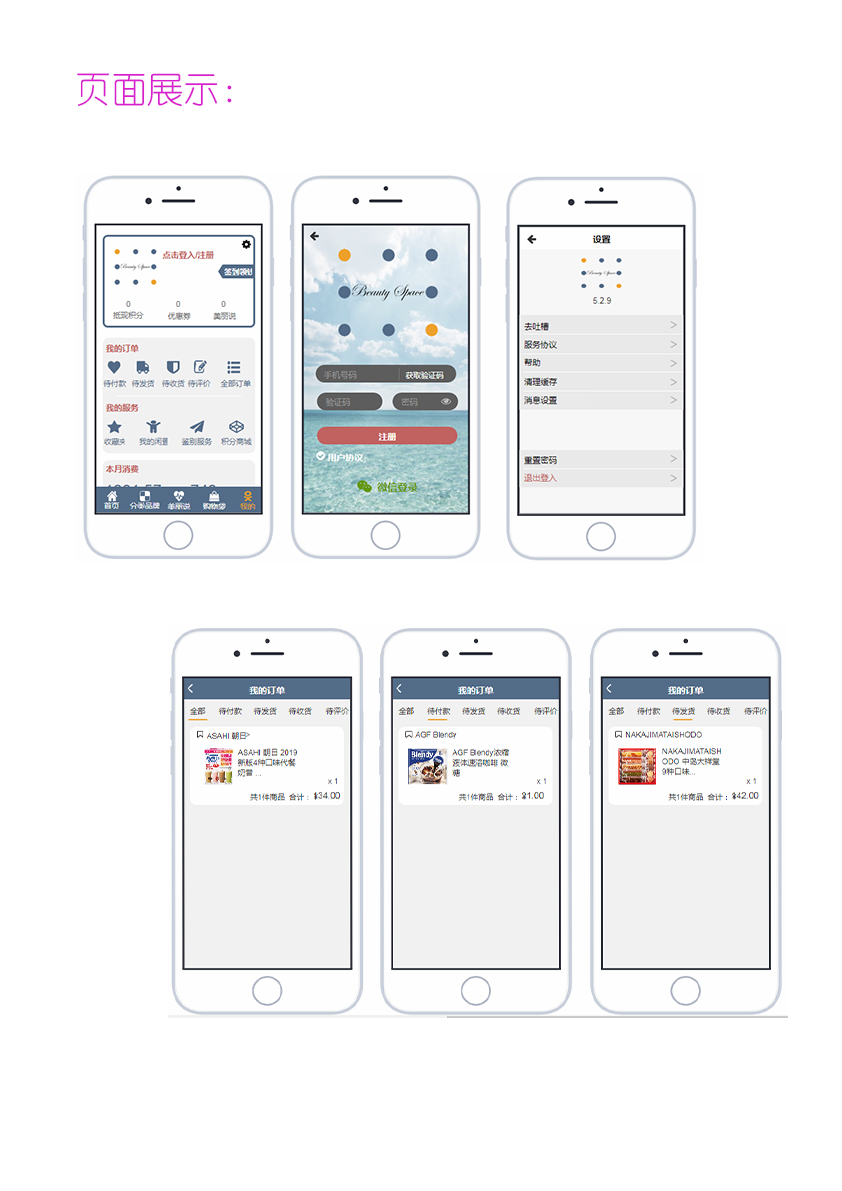 页面展示：
点击登入/注册
Beauty Space
签到领钱
0 0 0
抵现积分 优惠券 美丽说
我的订单
待付款 待发货 待收货 待评价 全部订单
我的服务
收藏夹 我的闲置 鉴别服务 积分商城
本月消费
首页 分类品牌 美丽说 购物袋 我的
Beauty Space
手机号码 获取验证码
验证码 密码
注册
用户协议
微信登录
设置
Beauty Space
5.2.9
去吐槽
服务协议
帮助
清理缓存
消息设置
重置密码
退出登入
我的订单
全部 待付款 待发货 待收货 待评价
ASAHI 朝日>
ASAHI 朝日 2019
新版4种口味代餐
奶昔 ...
x 1
共1件商品 合计： $34.00
我的订单
全部 待付款 待发货 待收货 待评价
AGF Blendy
Blendy
AGF Blendy浓缩
液体速溶咖啡 微
糖
x 1
共1件商品 合计： $21.00
我的订单
全部 待付款 待发货 待收货 待评价
NAKAJIMATAISHODO
NAKAJIMATAISH
ODO 中岛大祥堂
9种口味...
x 1
共1件商品 合计： $42.00